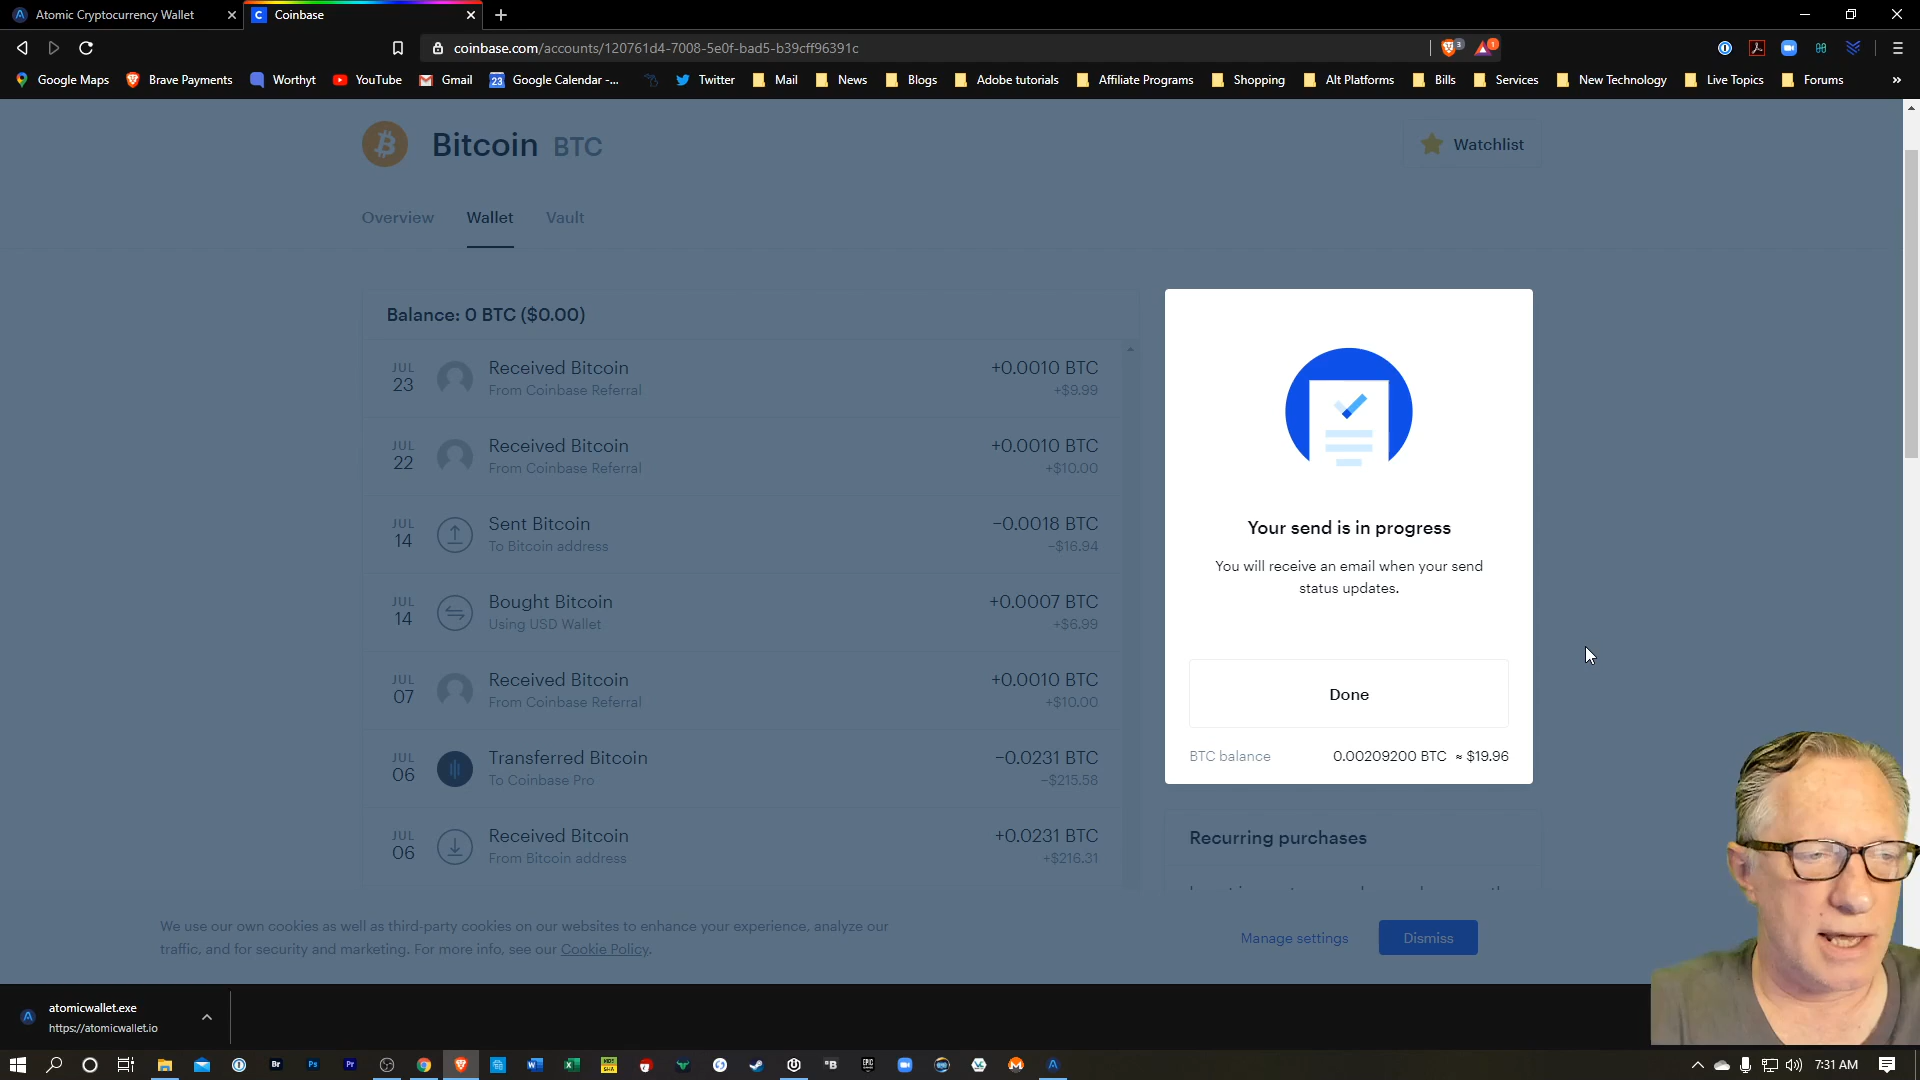 Atomic Cryptocurrency Wallet
Coinbase
coinbase.com/accounts/120761d4-7008-5e0f-bad5-b39cff96391c
3
1
Google Maps
Brave Payments
Worthy
YouTube
Gmail
23
Google Calendar -...
Twitter
Mail
News
Blogs
Adobe tutorials
Affiliate Programs
Shopping
Alt Platforms
Bills
Services
New Technology
Live Topics
Forums
Bitcoin BTC
Watchlist
Overview Wallet Vault
Balance: 0 BTC ($0.00)
JUL 23
Received Bitcoin +0.0010 BTC
From Coinbase Referral +$9.99
JUL 22
Received Bitcoin +0.0010 BTC
From Coinbase Referral +$10.00
JUL 14
Sent Bitcoin −0.0018 BTC
To Bitcoin address −$16.94
JUL 14
Bought Bitcoin +0.0007 BTC
Using USD Wallet +$6.99
JUL 07
Received Bitcoin +0.0010 BTC
From Coinbase Referral +$10.00
JUL 06
Transferred Bitcoin −0.0231 BTC
To Coinbase Pro −$215.58
JUL 06
Received Bitcoin +0.0231 BTC
From Bitcoin address +$216.31
Your send is in progress
You will receive an email when your send
status updates.
Done
BTC balance 0.00209200 BTC ≈ $19.96
Recurring purchases
We use our own cookies as well as third-party cookies on our websites to enhance your experience, analyze our
traffic, and for security and marketing. For more info, see our Cookie Policy.
Manage settings
Dismiss
atomicwallet.exe
https://atomicwallet.io
Br
Ps
Pr
7:31 AM